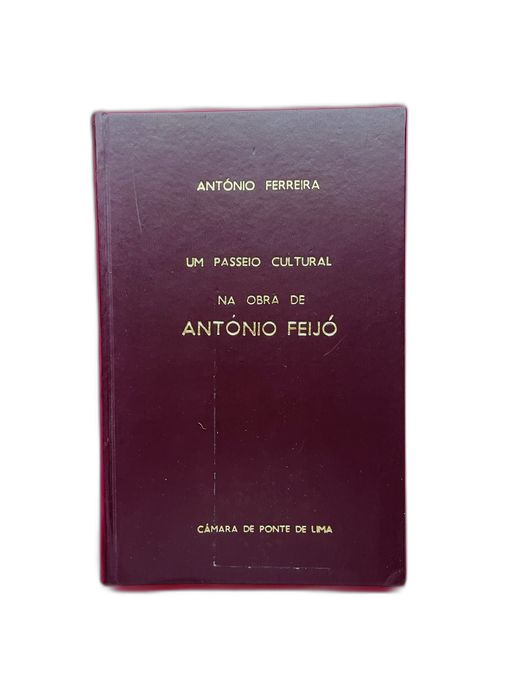 ANTÓNIO FERREIRA
UM PASSEIO CULTURAL
NA OBRA DE
ANTÓNIO FEIJÓ
CÂMARA DE PONTE DE LIMA